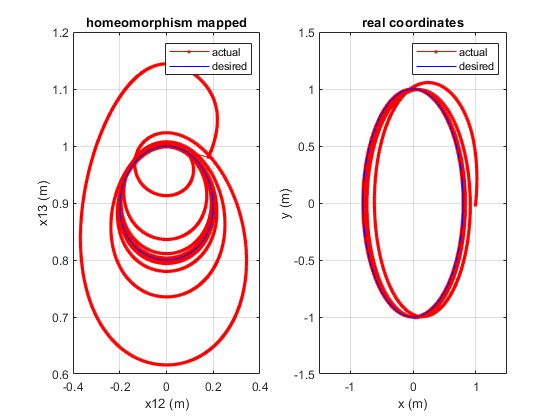 homeomorphism mapped
actual
desired
1.2
1.1
1
0.9
0.8
0.7
0.6
-0.4
-0.2
0
0.2
0.4
x13 (m)
x12 (m)
real coordinates
actual
desired
1.5
1
0.5
0
-0.5
-1
-1.5
-1
0
1
y (m)
x (m)